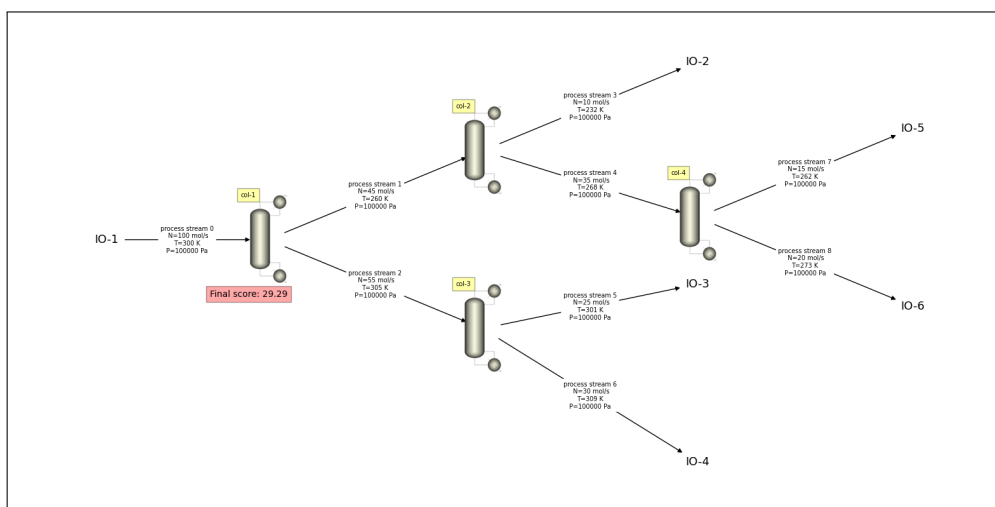 IO-2
process stream 3
N=10 mol/s
T=232 K
P=100000 Pa
col-2
IO-5
process stream 7
N=15 mol/s
T=262 K
P=100000 Pa
process stream 4
N=35 mol/s
T=268 K
P=100000 Pa
col-4
process stream 1
N=45 mol/s
T=260 K
P=100000 Pa
col-1
IO-1
process stream 0
N=100 mol/s
T=300 K
P=100000 Pa
process stream 8
N=20 mol/s
T=273 K
P=100000 Pa
IO-6
process stream 2
N=55 mol/s
T=305 K
P=100000 Pa
col-3
IO-3
Final score: 29.29
process stream 5
N=25 mol/s
T=301 K
P=100000 Pa
process stream 6
N=30 mol/s
T=309 K
P=100000 Pa
IO-4